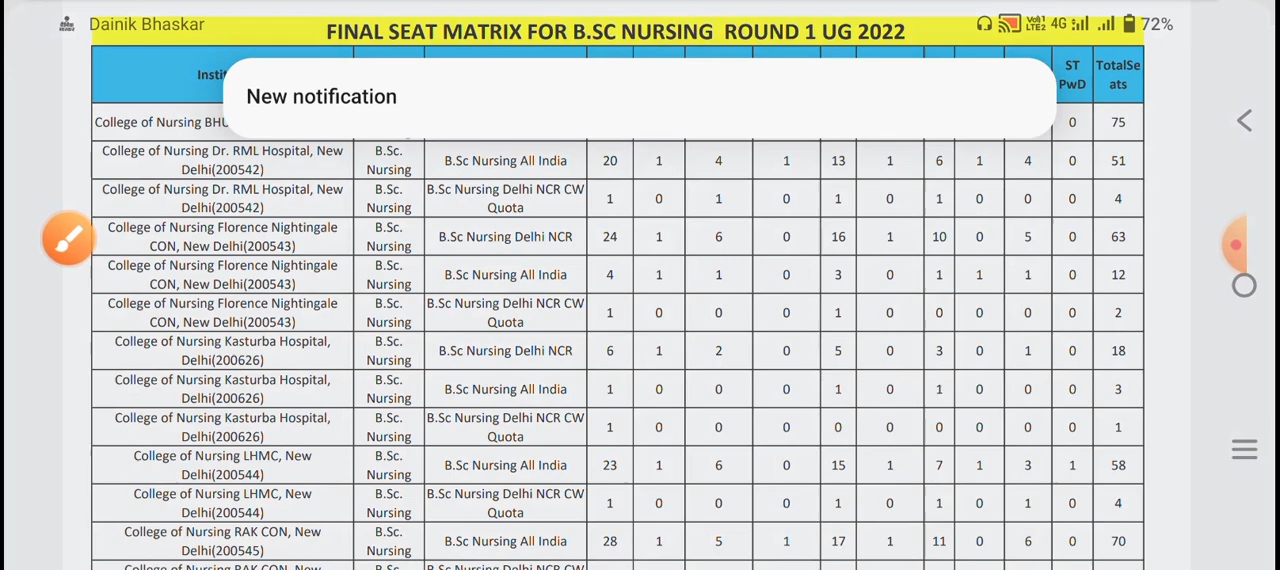 Dainik Bhaskar
Vo)) 1
LTE2 4G 72%
FINAL SEAT MATRIX FOR B.SC NURSING ROUND 1 UG 2022
Instit ST PwD TotalSe ats
New notification
College of Nursing BHU 0 75
College of Nursing Dr. RML Hospital, New Delhi(200542) B.Sc. Nursing B.Sc Nursing All India 20 1 4 1 13 1 6 1 4 0 51
College of Nursing Dr. RML Hospital, New Delhi(200542) B.Sc. Nursing B.Sc Nursing Delhi NCR CW Quota 1 0 1 0 1 0 1 0 0 0 4
College of Nursing Florence Nightingale CON, New Delhi(200543) B.Sc. Nursing B.Sc Nursing Delhi NCR 24 1 6 0 16 1 10 0 5 0 63
College of Nursing Florence Nightingale CON, New Delhi(200543) B.Sc. Nursing B.Sc Nursing All India 4 1 1 0 3 0 1 1 1 0 12
College of Nursing Florence Nightingale CON, New Delhi(200543) B.Sc. Nursing B.Sc Nursing Delhi NCR CW Quota 1 0 0 0 1 0 0 0 0 0 2
College of Nursing Kasturba Hospital, Delhi(200626) B.Sc. Nursing B.Sc Nursing Delhi NCR 6 1 2 0 5 0 3 0 1 0 18
College of Nursing Kasturba Hospital, Delhi(200626) B.Sc. Nursing B.Sc Nursing All India 1 0 0 0 1 0 1 0 0 0 3
College of Nursing Kasturba Hospital, Delhi(200626) B.Sc. Nursing B.Sc Nursing Delhi NCR CW Quota 1 0 0 0 0 0 0 0 0 0 1
College of Nursing LHMC, New Delhi(200544) B.Sc. Nursing B.Sc Nursing All India 23 1 6 0 15 1 7 1 3 1 58
College of Nursing LHMC, New Delhi(200544) B.Sc. Nursing B.Sc Nursing Delhi NCR CW Quota 1 0 0 0 1 0 1 0 1 0 4
College of Nursing RAK CON, New Delhi(200545) B.Sc. Nursing B.Sc Nursing All India 28 1 5 1 17 1 11 0 6 0 70
College of Nursing RAK CON, New B.Sc. B.Sc Nursing Delhi NCR CW